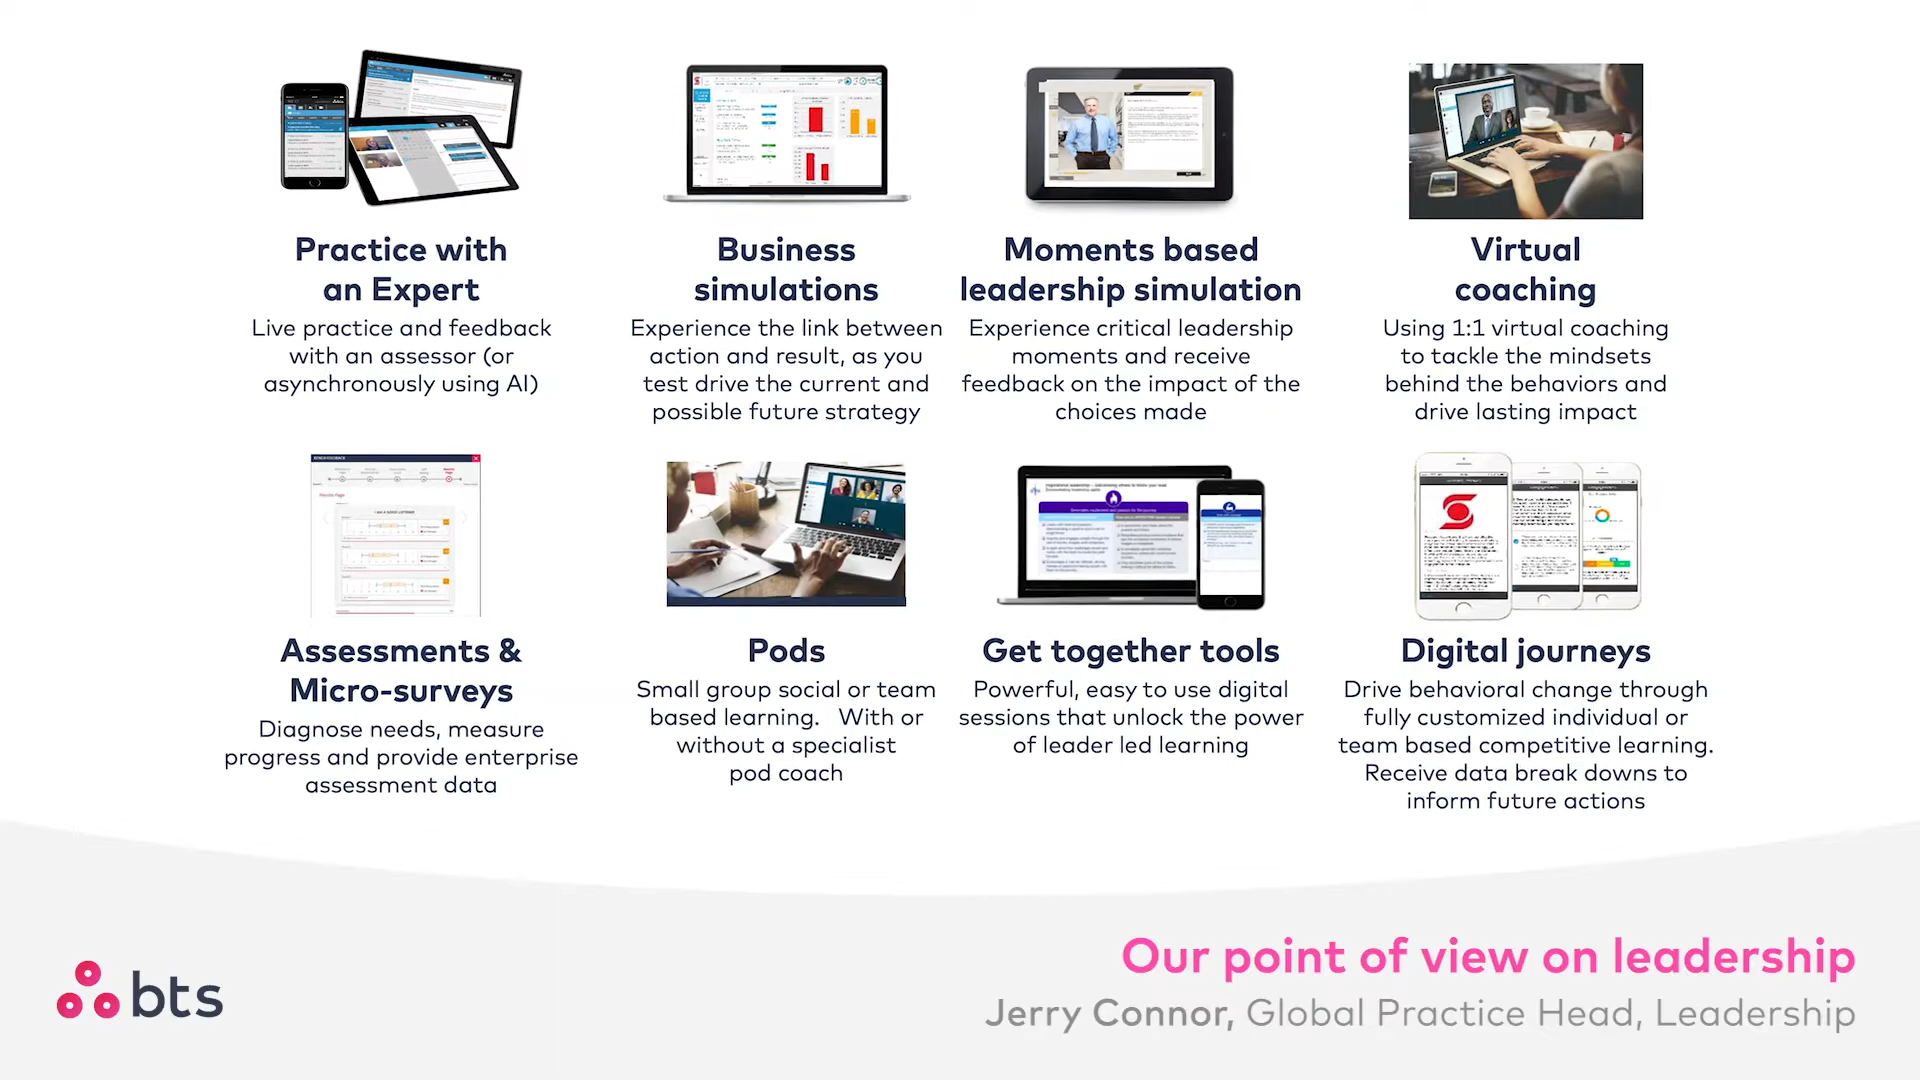 Practice with
an Expert
Live practice and feedback
with an assessor (or
asynchronously using AI)
Business
simulations
Experience the link between
action and result, as you
test drive the current and
possible future strategy
Moments based
leadership simulation
Experience critical leadership
moments and receive
feedback on the impact of the
choices made
Virtual
coaching
Using 1:1 virtual coaching
to tackle the mindsets
behind the behaviors and
drive lasting impact
Assessments &
Micro-surveys
Diagnose needs, measure
progress and provide enterprise
assessment data
Pods
Small group social or team
based learning.   With or
without a specialist
pod coach
Get together tools
Powerful, easy to use digital
sessions that unlock the power
of leader led learning
Digital journeys
Drive behavioral change through
fully customized individual or
team based competitive learning.
Receive data break downs to
inform future actions
bts
Our point of view on leadership
Jerry Connor, Global Practice Head, Leadership